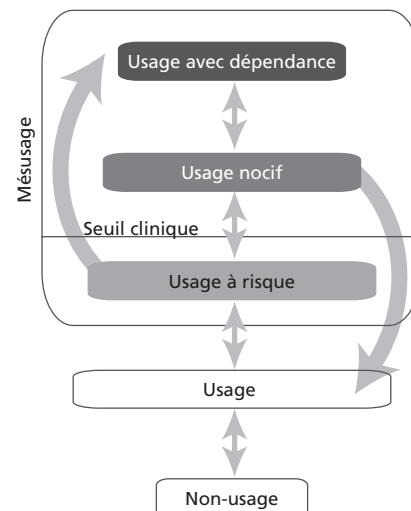 Usage avec dépendance
Mésusage
Usage nocif
Seuil clinique
Usage à risque
Usage
Non-usage